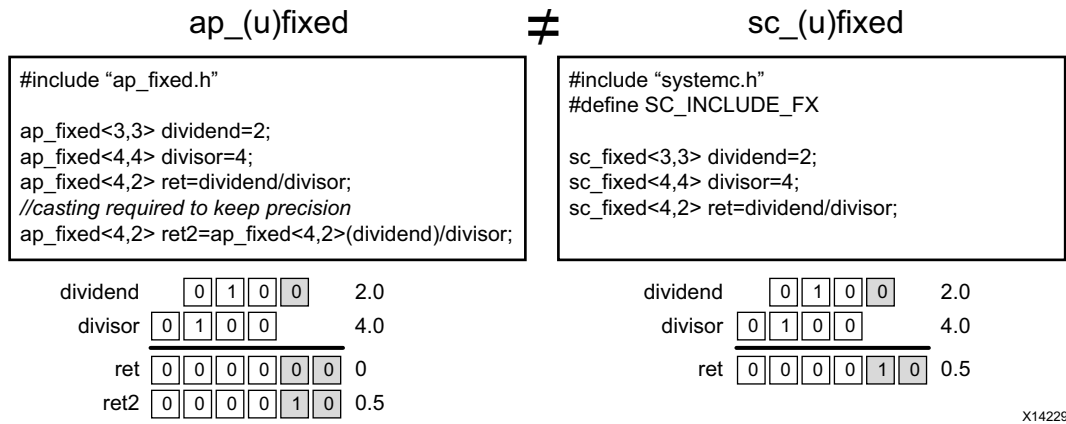 ap_(u)fixed ≠ sc_(u)fixed
#include “ap_fixed.h”
ap_fixed<3,3> dividend=2;
ap_fixed<4,4> divisor=4;
ap_fixed<4,2> ret=dividend/divisor;
//casting required to keep precision
ap_fixed<4,2> ret2=ap_fixed<4,2>(dividend)/divisor;
#include “systemc.h”
#define SC_INCLUDE_FX
sc_fixed<3,3> dividend=2;
sc_fixed<4,4> divisor=4;
sc_fixed<4,2> ret=dividend/divisor;
dividend 0 1 0 0 2.0
divisor 0 1 0 0 4.0
ret 0 0 0 0 0 0 0
ret2 0 0 0 0 1 0 0.5
dividend 0 1 0 0 2.0
divisor 0 1 0 0 4.0
ret 0 0 0 0 1 0 0.5
X14229